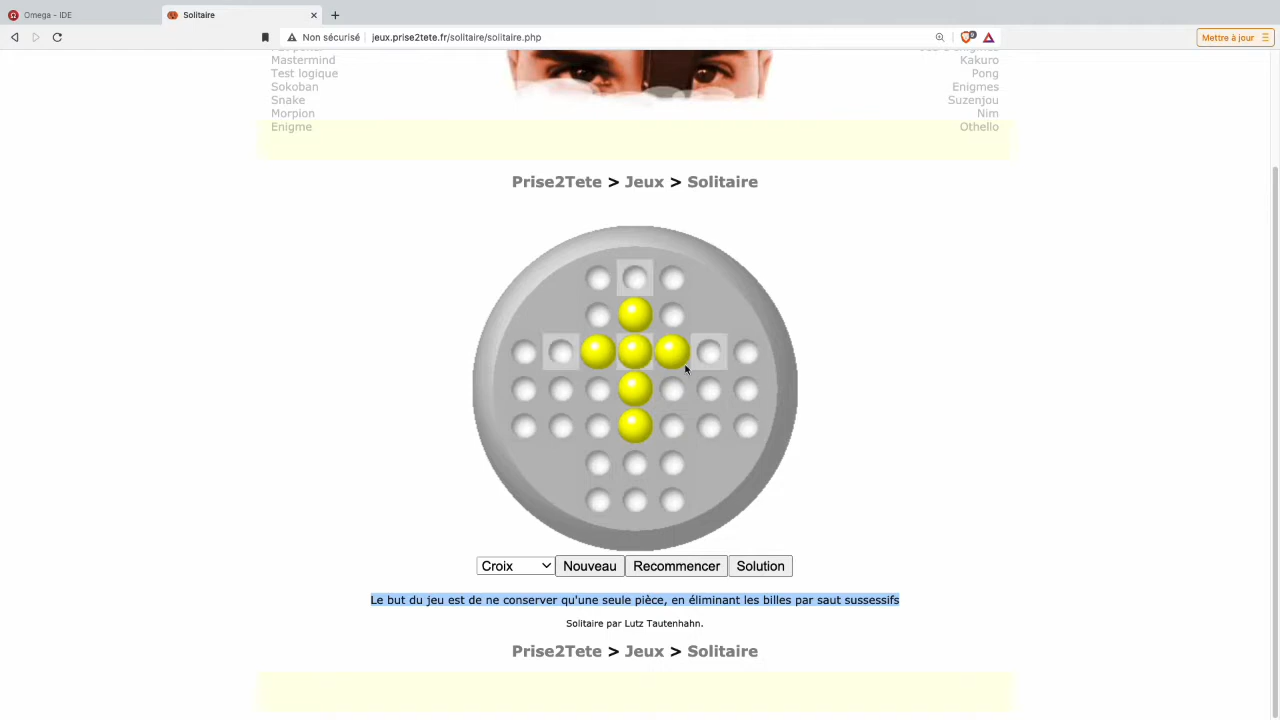 Omega - IDE
Solitaire
Non sécurisé
jeux.prise2tete.fr/solitaire/solitaire.php
Mettre à jour
Mastermind
Test logique
Sokoban
Snake
Morpion
Enigme
Kakuro
Pong
Enigmes
Suzenjou
Nim
Othello
Prise2Tete > Jeux > Solitaire
Croix
Nouveau
Recommencer
Solution
Le but du jeu est de ne conserver qu'une seule pièce, en éliminant les billes par saut sussessifs
Solitaire par Lutz Tautenhahn.
Prise2Tete > Jeux > Solitaire